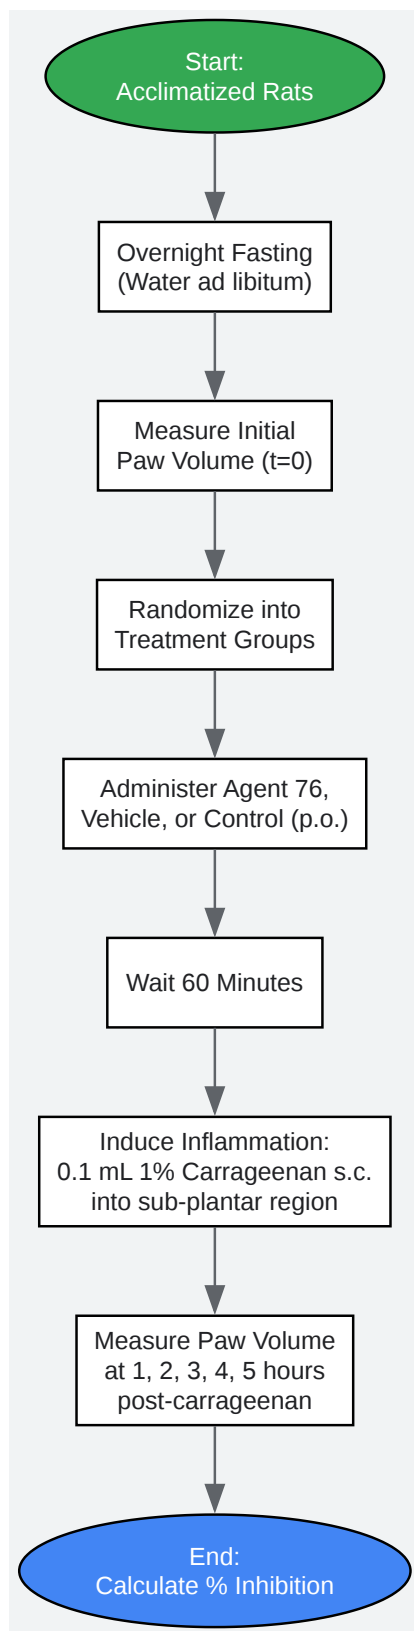 Start:
Acclimatized Rats
Overnight Fasting
(Water ad libitum)
Measure Initial
Paw Volume (t=0)
Randomize into
Treatment Groups
Administer Agent 76,
Vehicle, or Control (p.o.)
Wait 60 Minutes
Induce Inflammation:
0.1 mL 1% Carrageenan s.c.
into sub-plantar region
Measure Paw Volume
at 1, 2, 3, 4, 5 hours
post-carrageenan
End:
Calculate % Inhibition